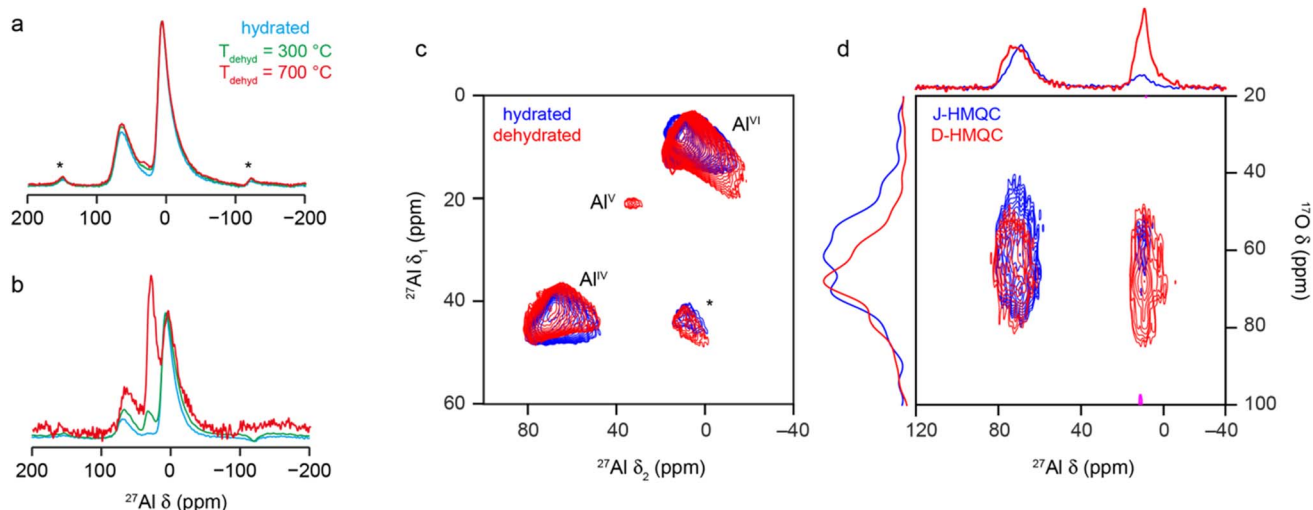 a
hydrated
T_dehyd = 300 °C
T_dehyd = 700 °C
* *
200 100 0 −100 −200
b
200 100 0 −100 −200
²⁷Al δ (ppm)
c
hydrated
dehydrated
Al^VI
Al^V
Al^IV
*
0
20
40
60
²⁷Al δ₁ (ppm)
80 40 0 −40
²⁷Al δ₂ (ppm)
d
J-HMQC
D-HMQC
20
40
60
80
100
¹⁷O δ (ppm)
120 80 40 0 −40
²⁷Al δ (ppm)